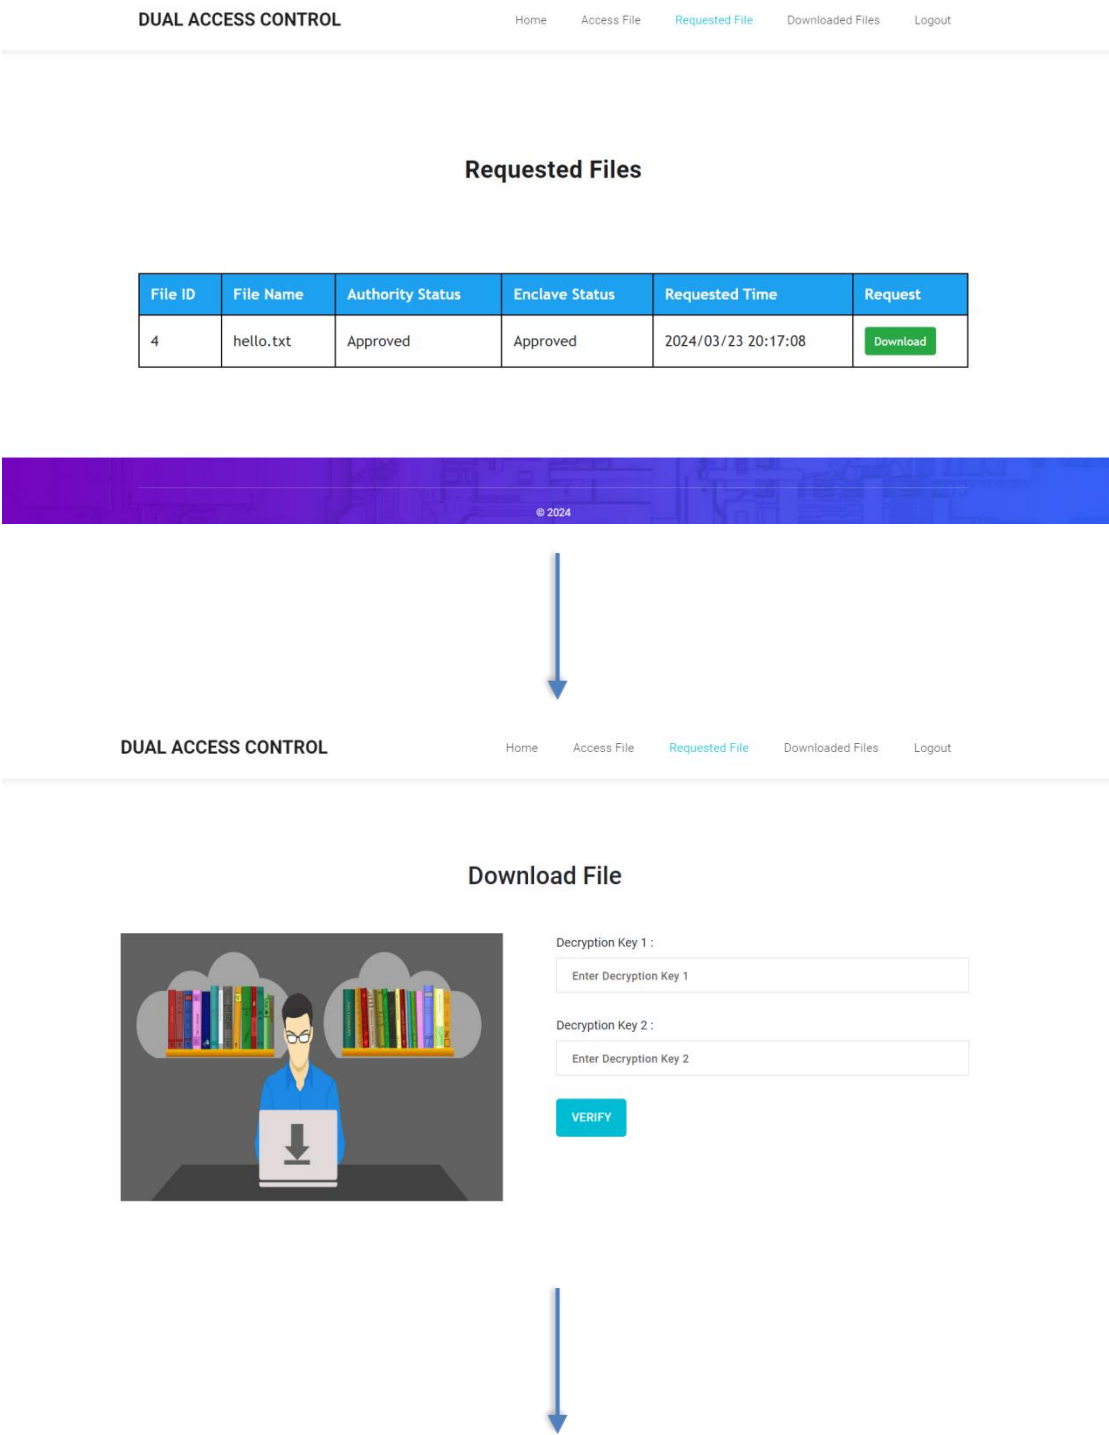 DUAL ACCESS CONTROL Home Access File Requested File Downloaded Files Logout
Requested Files
File ID File Name Authority Status Enclave Status Requested Time Request
4 hello.txt Approved Approved 2024/03/23 20:17:08 Download
© 2024
DUAL ACCESS CONTROL Home Access File Requested File Downloaded Files Logout
Download File
Decryption Key 1 :
Enter Decryption Key 1
Decryption Key 2 :
Enter Decryption Key 2
VERIFY